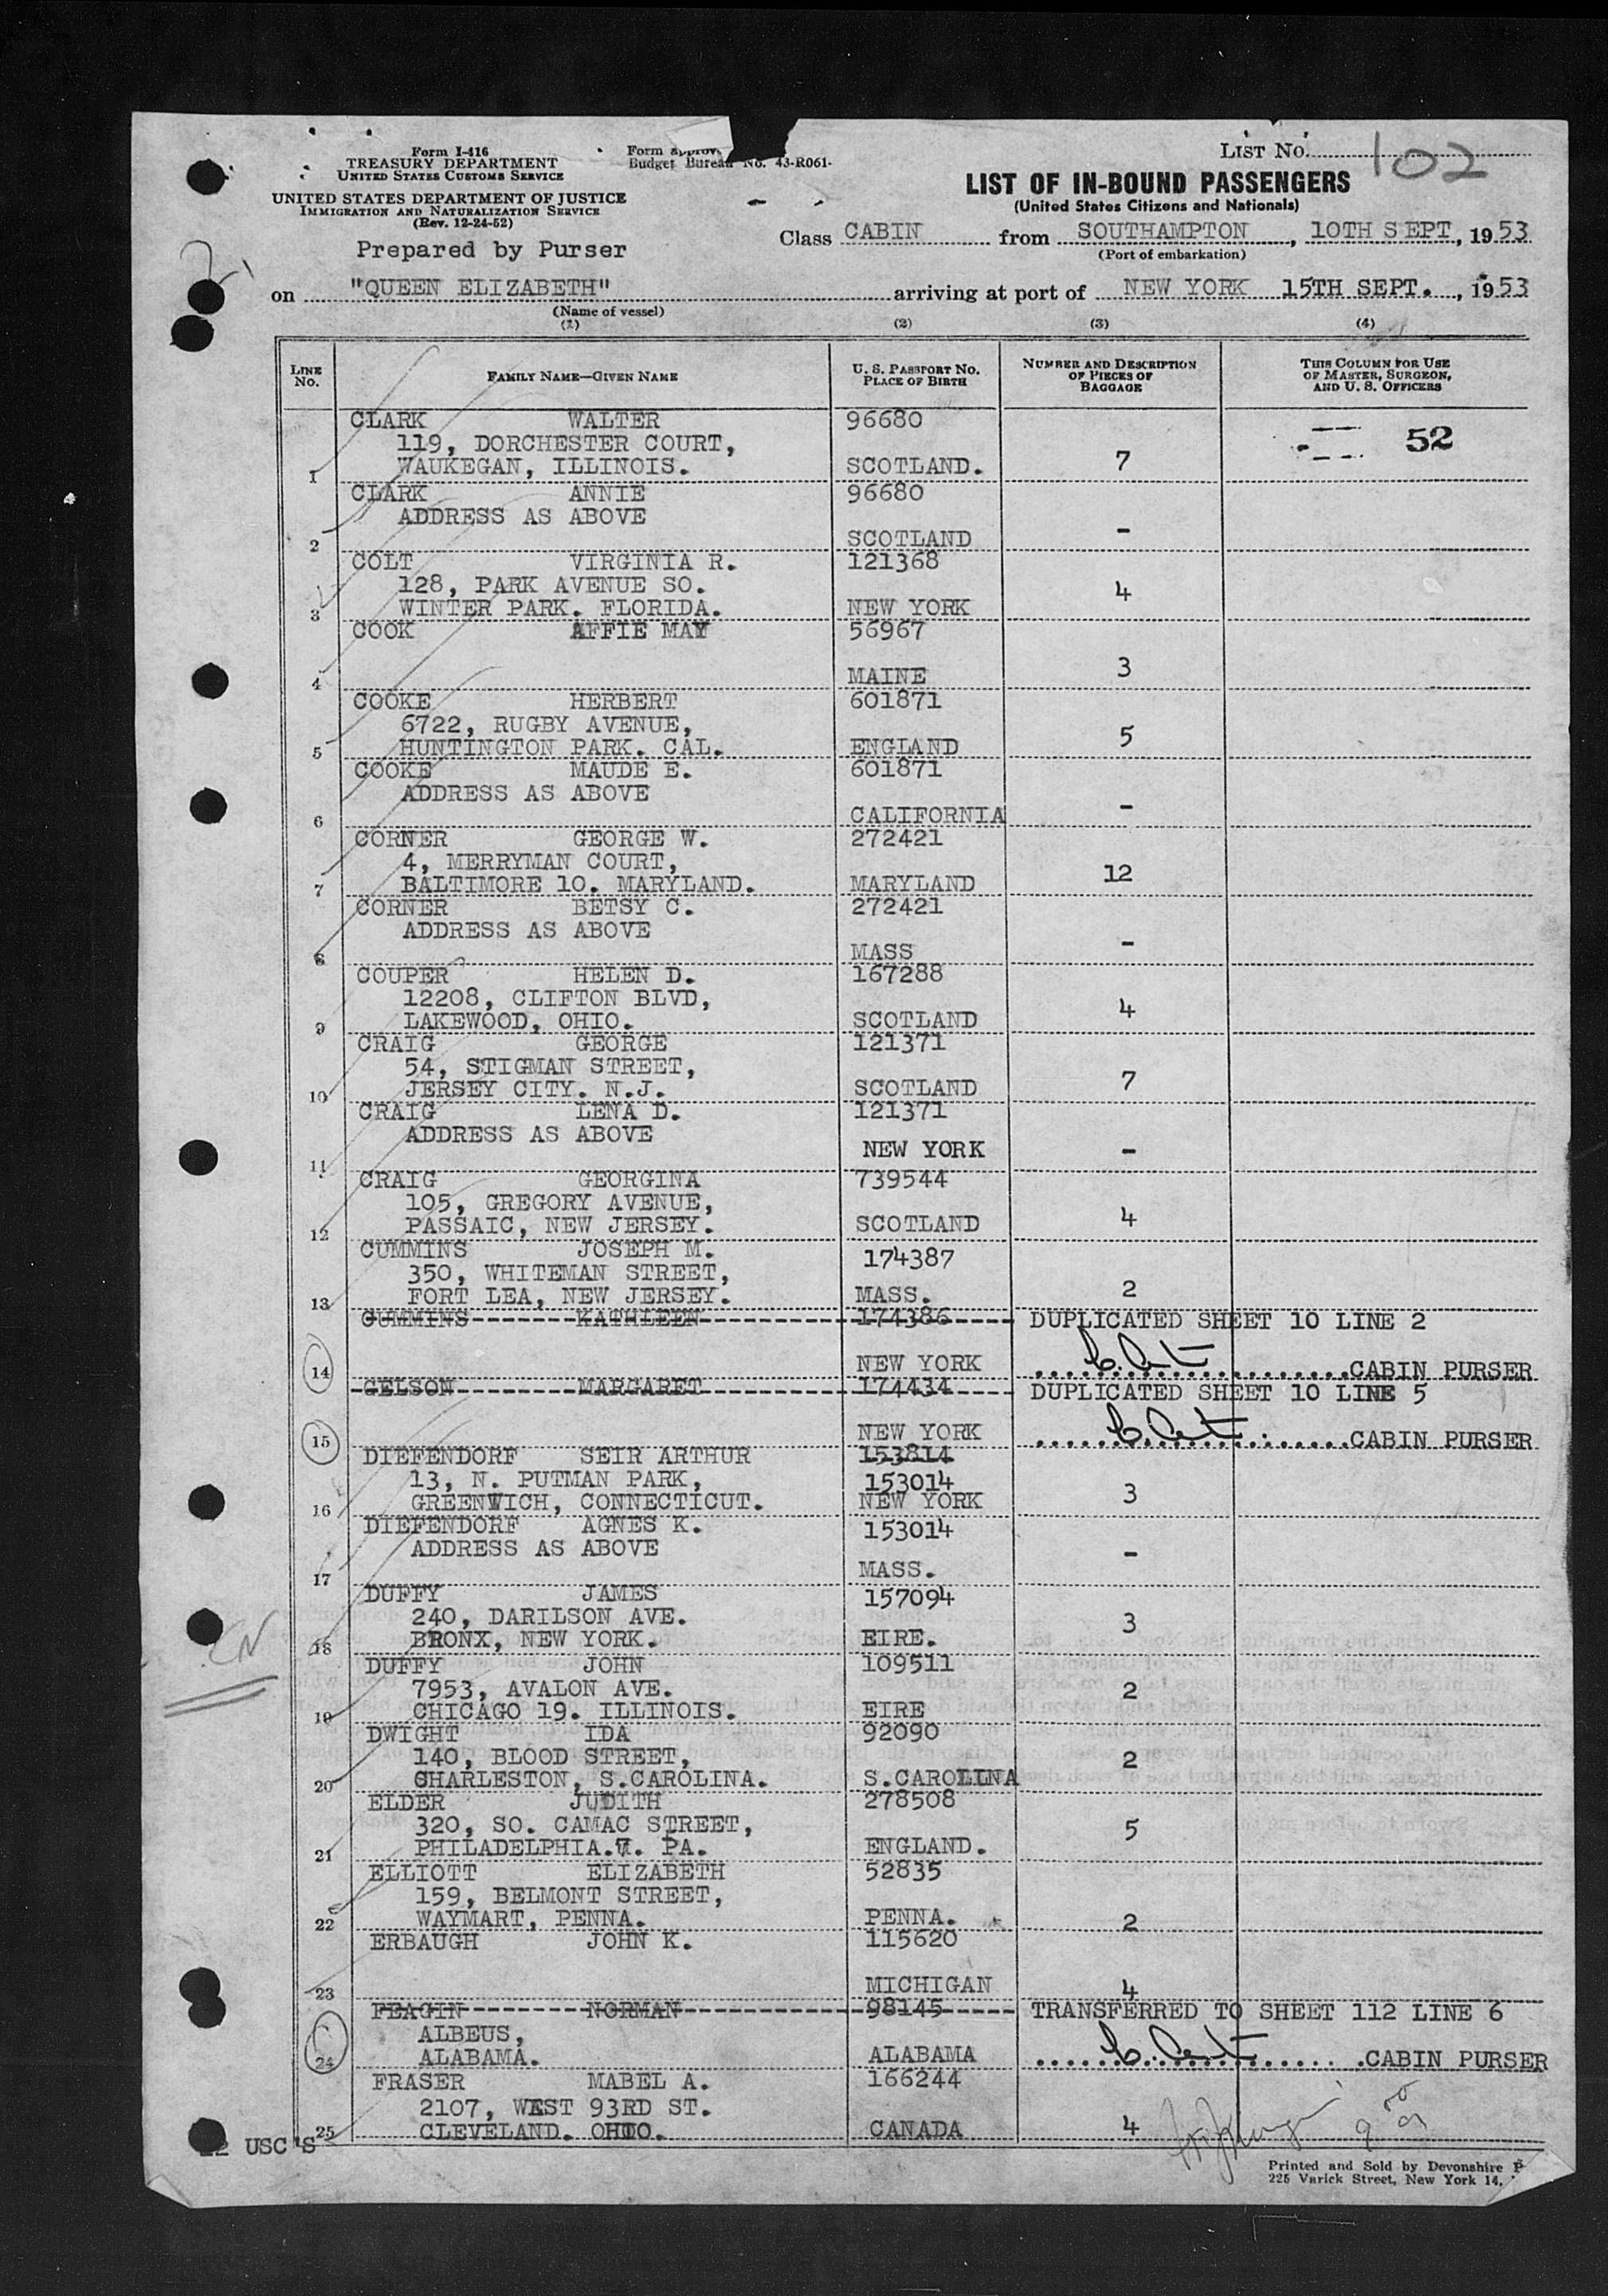 Form I-416
TREASURY DEPARTMENT
UNITED STATES CUSTOMS SERVICE
UNITED STATES DEPARTMENT OF JUSTICE
IMMIGRATION AND NATURALIZATION SERVICE
(Rev. 12-24-52)
Prepared by Purser
Form approv
Budget Bureau No. 43-R061-
LIST No. 102
LIST OF IN-BOUND PASSENGERS
(United States Citizens and Nationals)
Class CABIN from SOUTHAMPTON, 10TH SEPT, 1953
(Port of embarkation)
on "QUEEN ELIZABETH" arriving at port of NEW YORK 15TH SEPT., 1953
(Name of vessel)
(1) (2) (3) (4)
LINE No. FAMILY NAME—GIVEN NAME U. S. PASSPORT No. PLACE OF BIRTH NUMBER AND DESCRIPTION OF PIECES OF BAGGAGE THIS COLUMN FOR USE OF MASTER, SURGEON, AND U. S. OFFICERS
CLARK WALTER 96680
119, DORCHESTER COURT, 52
1 WAUKEGAN, ILLINOIS. SCOTLAND. 7
CLARK ANNIE 96680
ADDRESS AS ABOVE
2 SCOTLAND -
COLT VIRGINIA R. 121368
128, PARK AVENUE SO. 4
3 WINTER PARK. FLORIDA. NEW YORK
COOK AFFIE MAY 56967
4 MAINE 3
COOKE HERBERT 601871
6722, RUGBY AVENUE, 5
5 HUNTINGTON PARK. CAL. ENGLAND
COOKE MAUDE E. 601871
ADDRESS AS ABOVE -
6 CALIFORNIA
CORNER GEORGE W. 272421
4, MERRYMAN COURT, 12
7 BALTIMORE 10. MARYLAND. MARYLAND
CORNER BETSY C. 272421
ADDRESS AS ABOVE -
8 MASS
COUPER HELEN D. 167288
12208, CLIFTON BLVD, 4
9 LAKEWOOD, OHIO. SCOTLAND
CRAIG GEORGE 121371
54, STIGMAN STREET, 7
10 JERSEY CITY. N.J. SCOTLAND
CRAIG LENA D. 121371
ADDRESS AS ABOVE
11 NEW YORK -
CRAIG GEORGINA 739544
105, GREGORY AVENUE, 4
12 PASSAIC, NEW JERSEY. SCOTLAND
CUMMINS JOSEPH M. 174387
350, WHITEMAN STREET, 2
13 FORT LEA, NEW JERSEY. MASS.
CUMMINS KATHLEEN 174386 DUPLICATED SHEET 10 LINE 2
14 NEW YORK CABIN PURSER
GELSON MARGARET 174434 DUPLICATED SHEET 10 LINE 5
15 NEW YORK CABIN PURSER
DIEFENDORF SEIR ARTHUR 153814
13, N. PUTMAN PARK, 153014 3
16 GREENWICH, CONNECTICUT. NEW YORK
DIEFENDORF AGNES K. 153014
ADDRESS AS ABOVE -
17 MASS.
DUFFY JAMES 157094
240, DARILSON AVE. 3
18 BRONX, NEW YORK. EIRE.
CN
DUFFY JOHN 109511
7953, AVALON AVE. 2
19 CHICAGO 19. ILLINOIS. EIRE
DWIGHT IDA 92090
140, BLOOD STREET, 2
20 CHARLESTON, S.CAROLINA. S.CAROLINA
ELDER JUDITH 278508
320, SO. CAMAC STREET, 5
21 PHILADELPHIA.7. PA. ENGLAND.
ELLIOTT ELIZABETH 52835
159, BELMONT STREET,
22 WAYMART, PENNA. PENNA. 2
ERBAUGH JOHN K. 115620
23 MICHIGAN 4
FEAGIN NORMAN 98145 TRANSFERRED TO SHEET 112 LINE 6
ALBEUS,
24 ALABAMA. ALABAMA CABIN PURSER
FRASER MABEL A. 166244
2107, WEST 93RD ST.
25 CLEVELAND. OHIO. CANADA 4
22 USC'S
Printed and Sold by Devonshire P
225 Varick Street, New York 14,